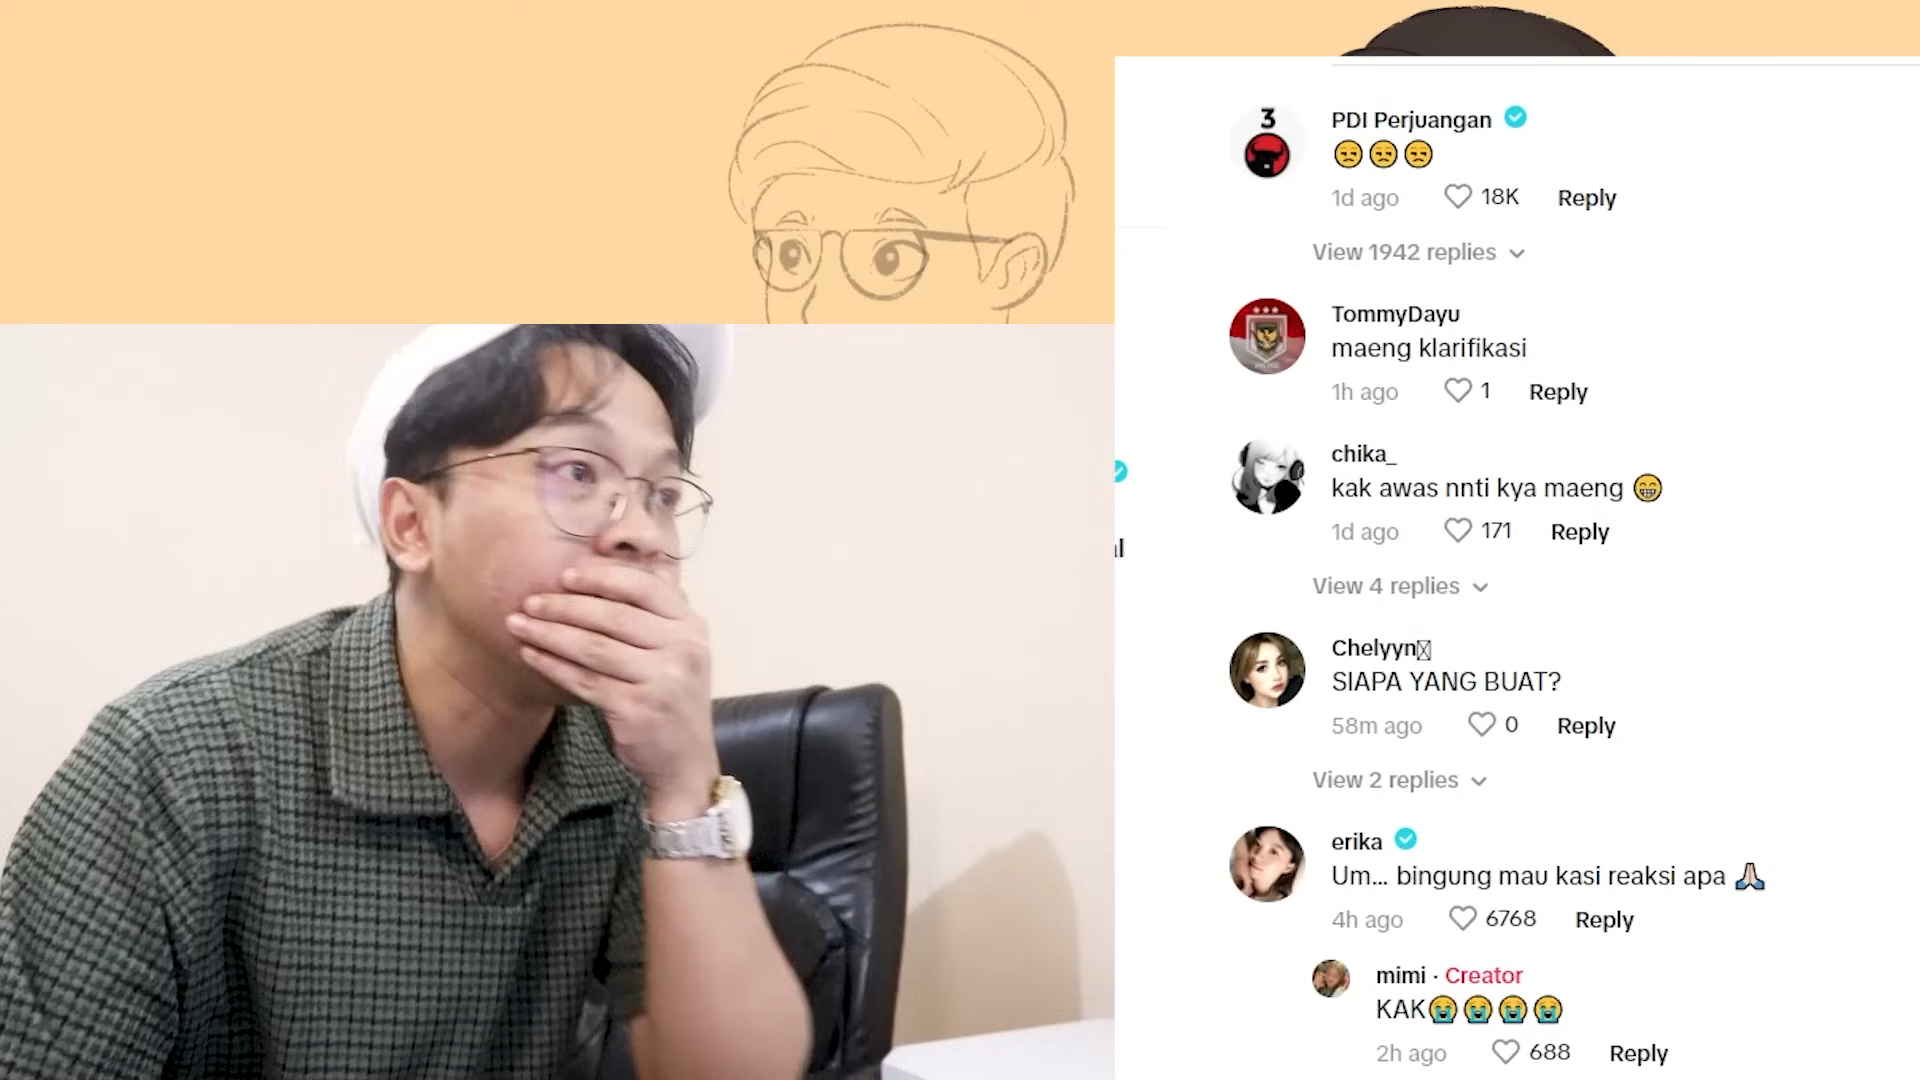 3
PDI Perjuangan
😒😒😒
1d ago 18K Reply
View 1942 replies
TommyDayu
maeng klarifikasi
1h ago 1 Reply
chika_
kak awas nnti kya maeng 😁
1d ago 171 Reply
View 4 replies
Chelyyn
SIAPA YANG BUAT?
58m ago 0 Reply
View 2 replies
erika
Um... bingung mau kasi reaksi apa 🙏🏻
4h ago 6768 Reply
mimi · Creator
KAK😭😭😭😭
2h ago 688 Reply